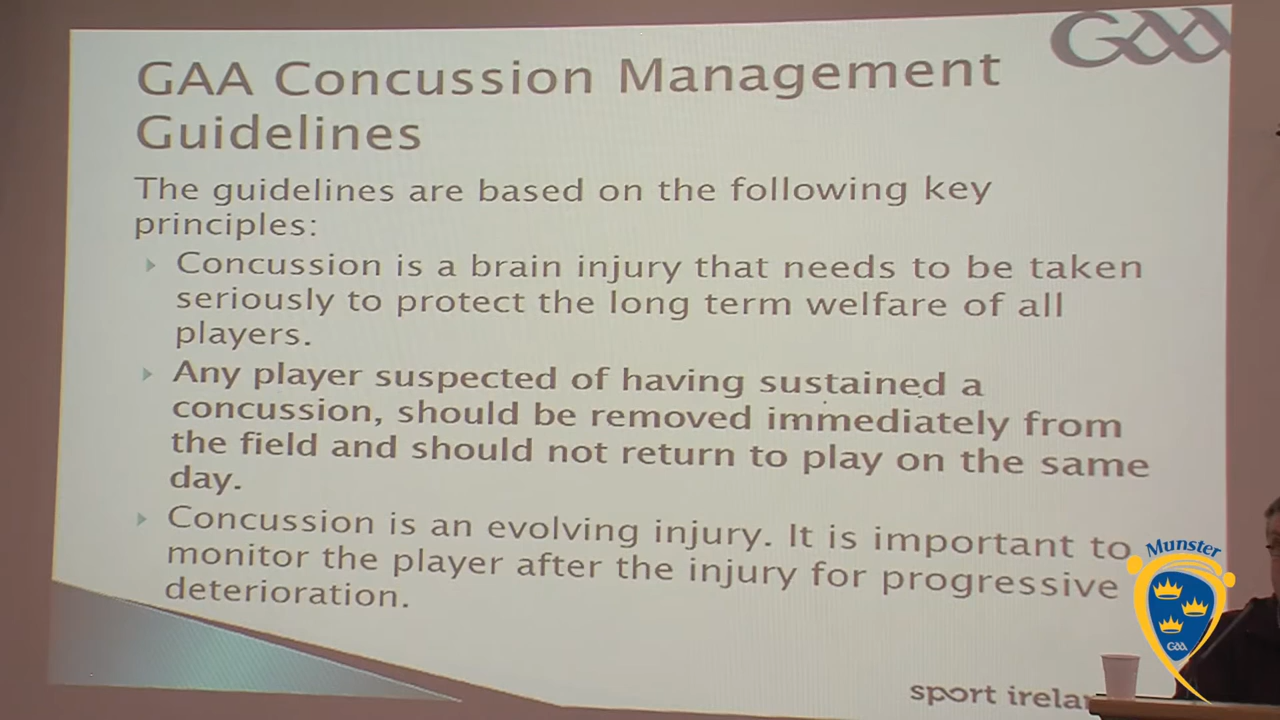 GAA
GAA Concussion Management
Guidelines
The guidelines are based on the following key
principles:
Concussion is a brain injury that needs to be taken
seriously to protect the long term welfare of all
players.
Any player suspected of having sustained a
concussion, should be removed immediately from
the field and should not return to play on the same
day.
Concussion is an evolving injury. It is important to
monitor the player after the injury for progressive
deterioration.
Munster
GAA
sport irelan